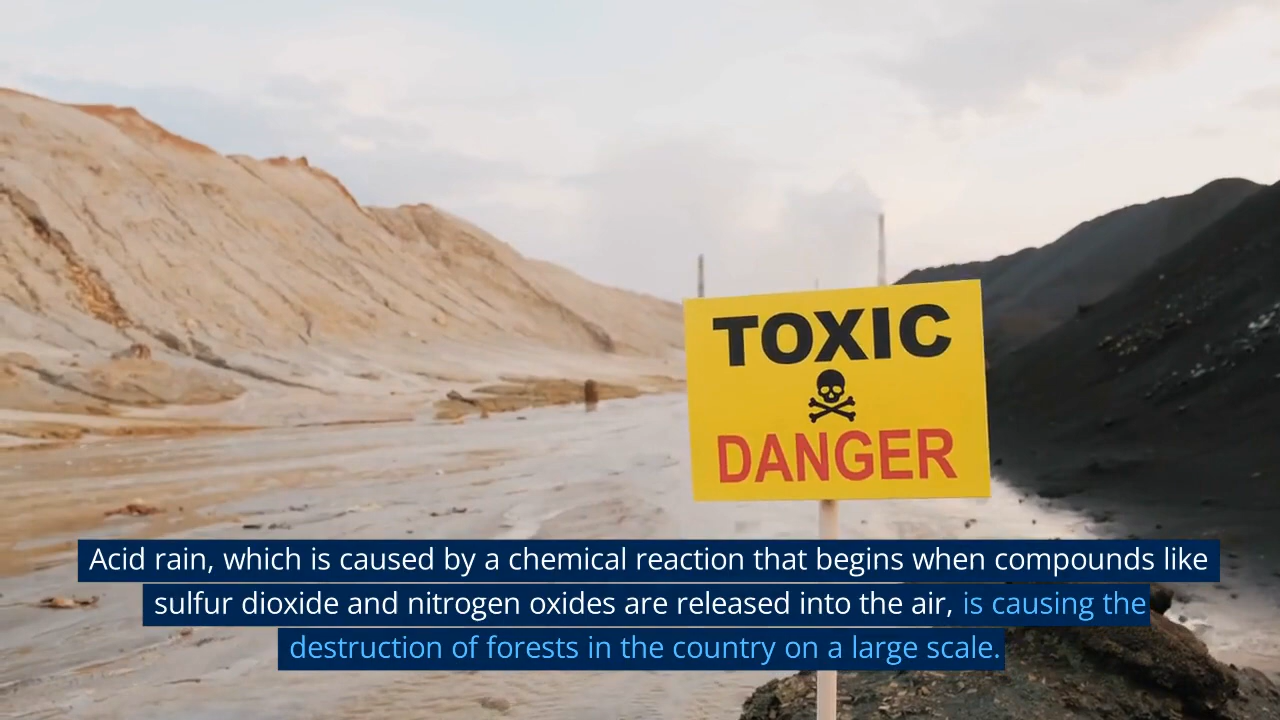 TOXIC
DANGER
Acid rain, which is caused by a chemical reaction that begins when compounds like
sulfur dioxide and nitrogen oxides are released into the air, is causing the
destruction of forests in the country on a large scale.